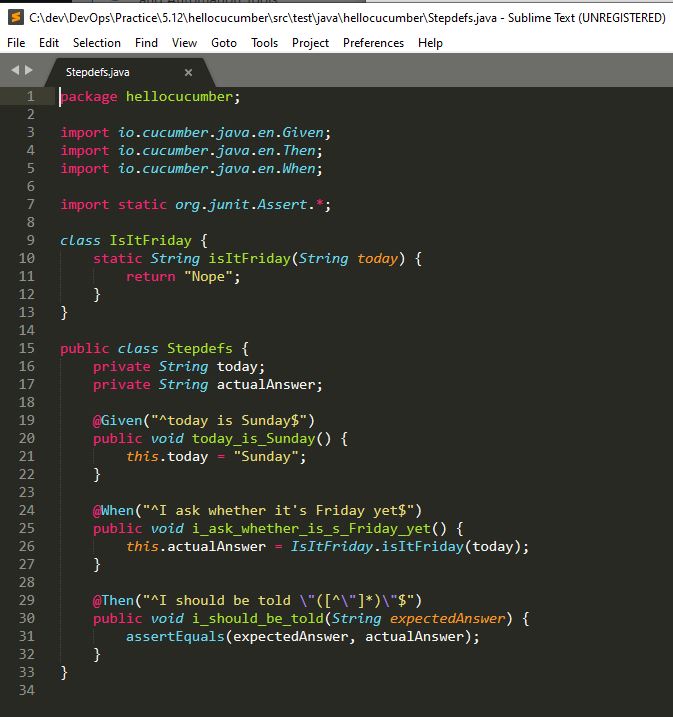 and Automation Tools
C:\dev\DevOps\Practice\5.12\hellocucumber\src\test\java\hellocucumber\Stepdefs.java - Sublime Text (UNREGISTERED)
File Edit Selection Find View Goto Tools Project Preferences Help
Stepdefs.java ×
1 package hellocucumber;
2
3 import io.cucumber.java.en.Given;
4 import io.cucumber.java.en.Then;
5 import io.cucumber.java.en.When;
6
7 import static org.junit.Assert.*;
8
9 class IsItFriday {
10     static String isItFriday(String today) {
11         return "Nope";
12     }
13 }
14
15 public class Stepdefs {
16     private String today;
17     private String actualAnswer;
18
19     @Given("^today is Sunday$")
20     public void today_is_Sunday() {
21         this.today = "Sunday";
22     }
23
24     @When("^I ask whether it's Friday yet$")
25     public void i_ask_whether_is_s_Friday_yet() {
26         this.actualAnswer = IsItFriday.isItFriday(today);
27     }
28
29     @Then("^I should be told \"([^\"]*)\"$")
30     public void i_should_be_told(String expectedAnswer) {
31         assertEquals(expectedAnswer, actualAnswer);
32     }
33 }
34